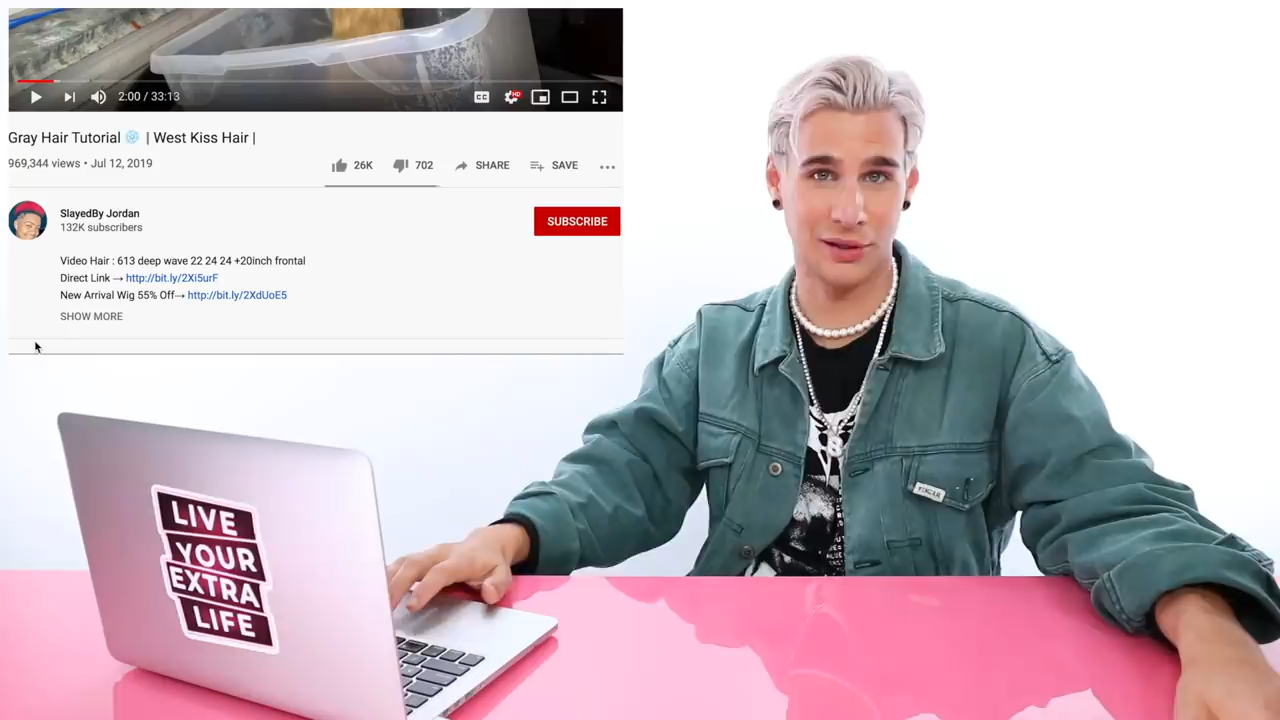 2:00 / 33:13
CC
HD
Gray Hair Tutorial ❄️ | West Kiss Hair |
969,344 views • Jul 12, 2019
26K
702
SHARE
SAVE
SlayedBy Jordan
132K subscribers
SUBSCRIBE
Video Hair : 613 deep wave 22 24 24 +20inch frontal
Direct Link → http://bit.ly/2Xi5urF
New Arrival Wig 55% Off→ http://bit.ly/2XdUoE5
SHOW MORE
LIVE
YOUR
EXTRA
LIFE